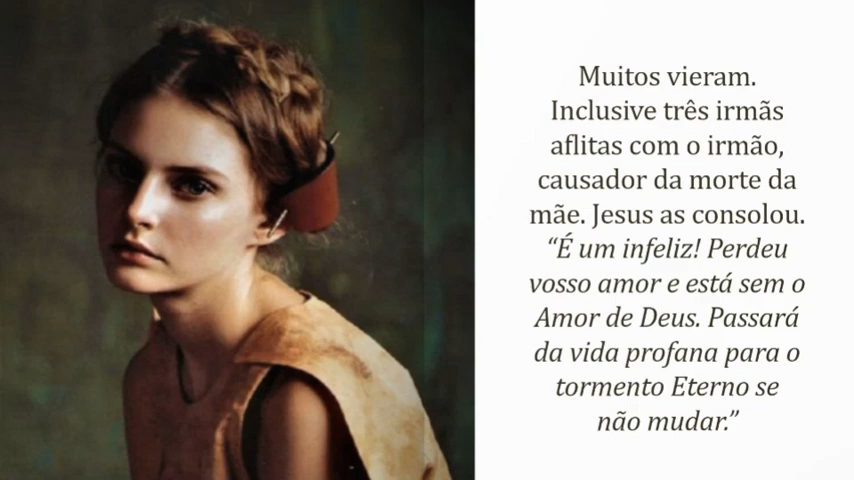 Muitos vieram.
Inclusive três irmãs
aflitas com o irmão,
causador da morte da
mãe. Jesus as consolou.
“É um infeliz! Perdeu
vosso amor e está sem o
Amor de Deus. Passará
da vida profana para o
tormento Eterno se
não mudar.”